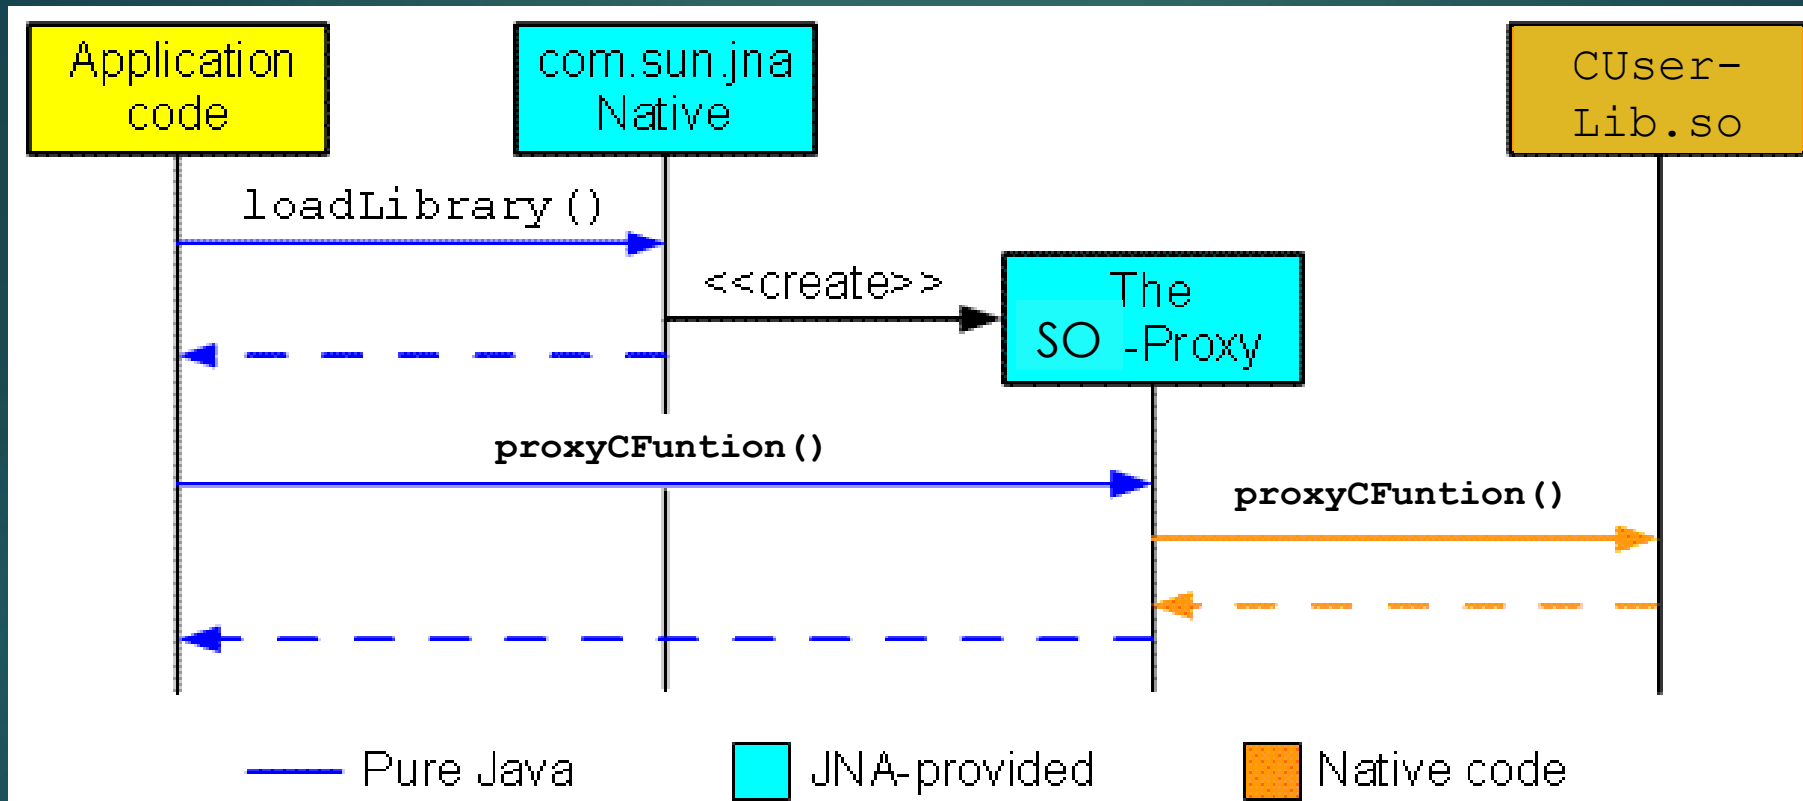 Application
code
com.sun.jna
Native
CUser-
Lib.so
loadLibrary()
<<create>>
The
SO -Proxy
proxyCFuntion()
proxyCFuntion()
Pure Java
JNA-provided
Native code